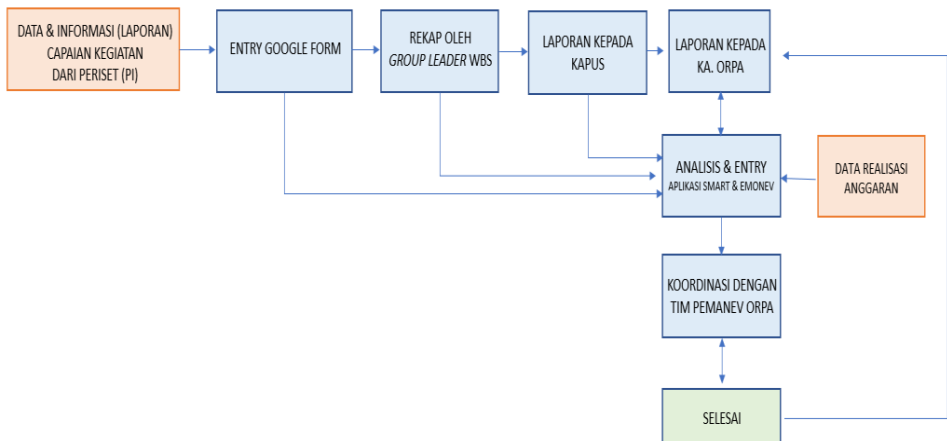 DATA & INFORMASI (LAPORAN)
CAPAIAN KEGIATAN
DARI PERISET (PI)
ENTRY GOOGLE FORM
REKAP OLEH
GROUP LEADER WBS
LAPORAN KEPADA
KAPUS
LAPORAN KEPADA
KA. ORPA
ANALISIS & ENTRY
APLIKASI SMART & EMONEV
DATA REALISASI
ANGGARAN
KOORDINASI DENGAN
TIM PEMANEV ORPA
SELESAI